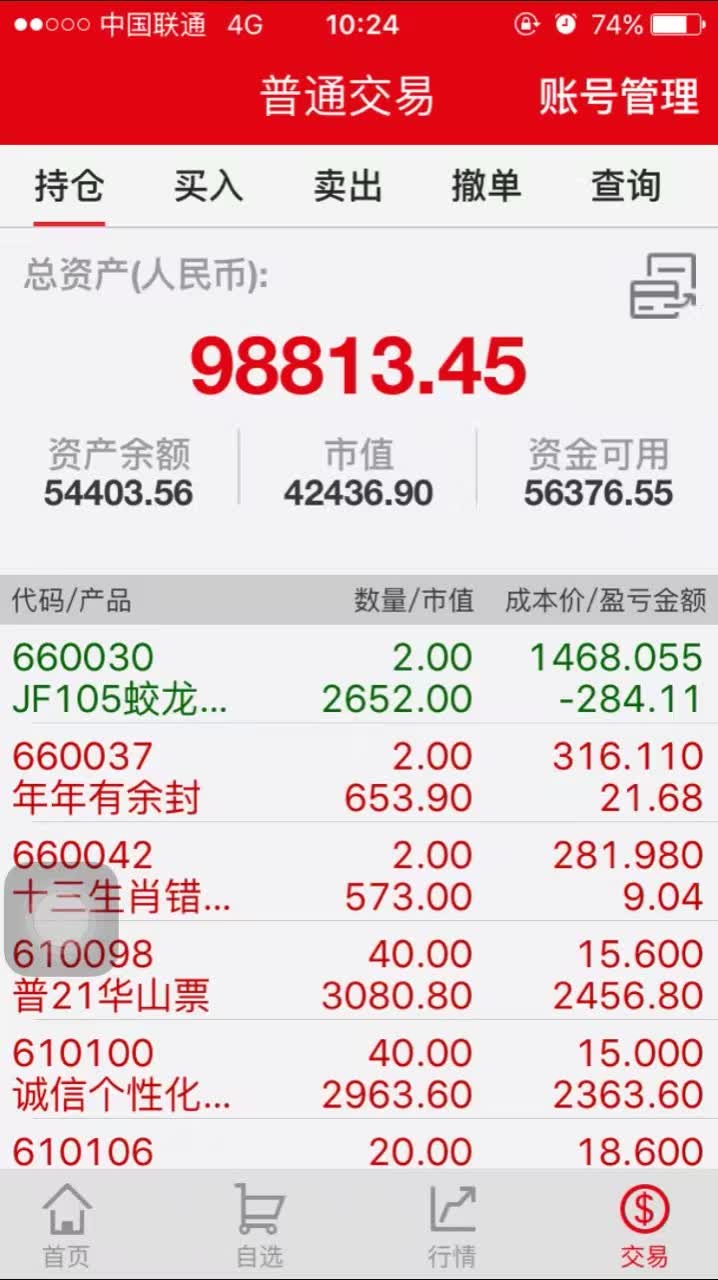 中国联通 4G 10:24 74%
普通交易 账号管理
持仓 买入 卖出 撤单 查询
总资产(人民币):
98813.45
资产余额 市值 资金可用
54403.56 42436.90 56376.55
代码/产品 数量/市值 成本价/盈亏金额
660030 2.00 1468.055
JF105蛟龙... 2652.00 -284.11
660037 2.00 316.110
年年有余封 653.90 21.68
660042 2.00 281.980
十三生肖错... 573.00 9.04
610098 40.00 15.600
普21华山票 3080.80 2456.80
610100 40.00 15.000
诚信个性化... 2963.60 2363.60
610106 20.00 18.600
首页 自选 行情 交易